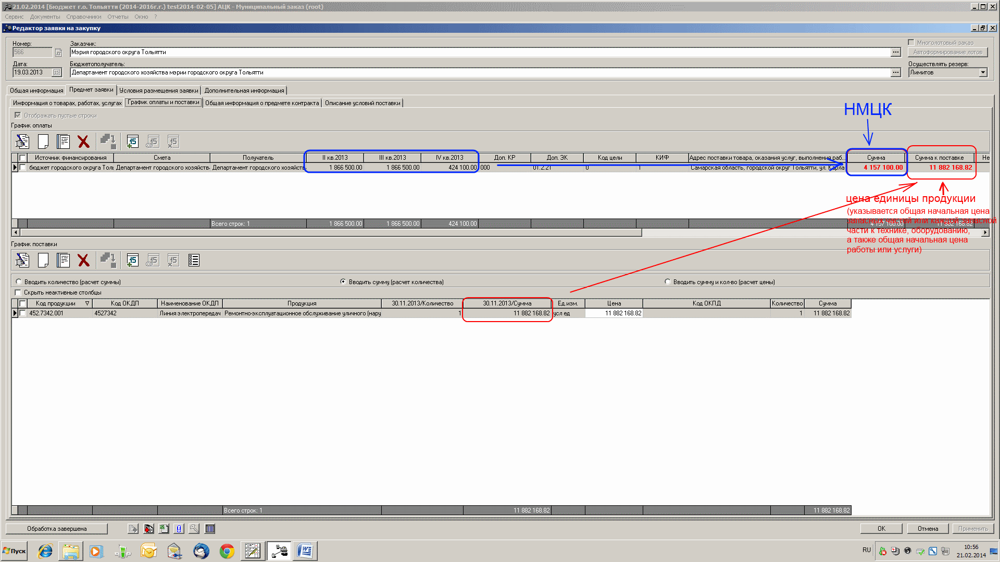 21.02.2014 [Бюджет г.о. Тольятти (2014-2016г.г.) test2014-02-05] АЦК - Муниципальный заказ (root)
Сервис Документы Справочники Отчеты Окно ?
Редактор заявки на закупку
Номер: Заказчик: Многолотовый заказ
566 Мэрия городского округа Тольятти ... Автоформирование лотов
Дата: Бюджетополучатель: Осуществлять резерв:
19.03.2013 15 Департамент городского хозяйства мэрии городского округа Тольятти ... Лимитов
Общая информация Предмет заявки Условия размещения заявки Дополнительная информация
Информация о товарах, работах, услугах График оплаты и поставки Общая информация о предмете контракта Описание условий поставки
НМЦК
Отображать пустые строки
График оплаты
15 15 15
Источник финансирования Смета Получатель II кв.2013 III кв.2013 IV кв.2013 Доп. КР Доп. ЭК Код цели КИФ Адрес поставки товара, оказания услуг, выполнения раб... Сумма Сумма к поставке Не
бюджет городского округа Тол Департамент городского хозяйств Департамент городского хозяйств 1 866 500.00 1 866 500.00 424 100.00 000 01.2.21 0 1 Самарская область, городской округ Тольятти, ул. Карла 4 157 100.00 11 882 168.82
цена единицы продукции
(указывается общая начальная цена
запасных частей или каждой запасной
части к технике, оборудованию,
а также общая начальная цена
работы или услуги)
Всего строк: 1 1 866 500.00 1 866 500.00 424 100.00 4 157 100.00 11 882 168.82
График поставки
15 15 15
Вводить количество (расчет суммы) Вводить сумму (расчет количества) Вводить сумму и кол-во (расчет цены)
Скрыть неактивные столбцы
Код продукции Код ОКДП Наименование ОКДП Продукция 30.11.2013/Количество 30.11.2013/Сумма Ед.изм. Цена Код ОКПД Количество Сумма
452.7342.001 4527342 Линия электропередач Ремонтно-эксплуатационное обслуживание уличного (нару 1 11 882 168.82 усл ед 11 882 168.82 1 11 882 168.82
Всего строк: 1 11 882 168.82 11 882 168.82
Обработка завершена OK Отмена Применить
Пуск RU 10:56
21.02.2014